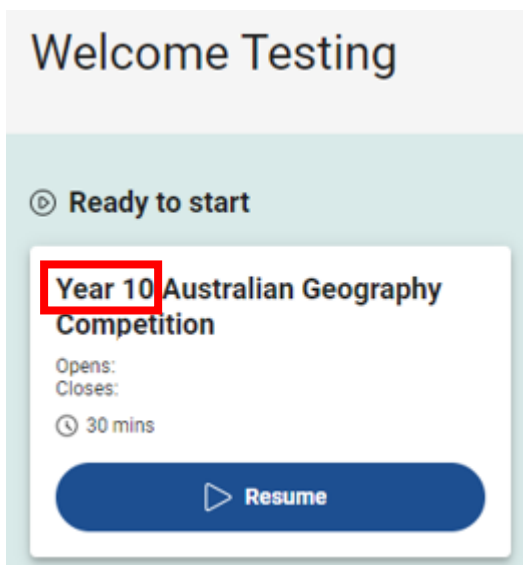 Welcome Testing
Ready to start
Year 10 Australian Geography
Competition
Opens:
Closes:
30 mins
Resume